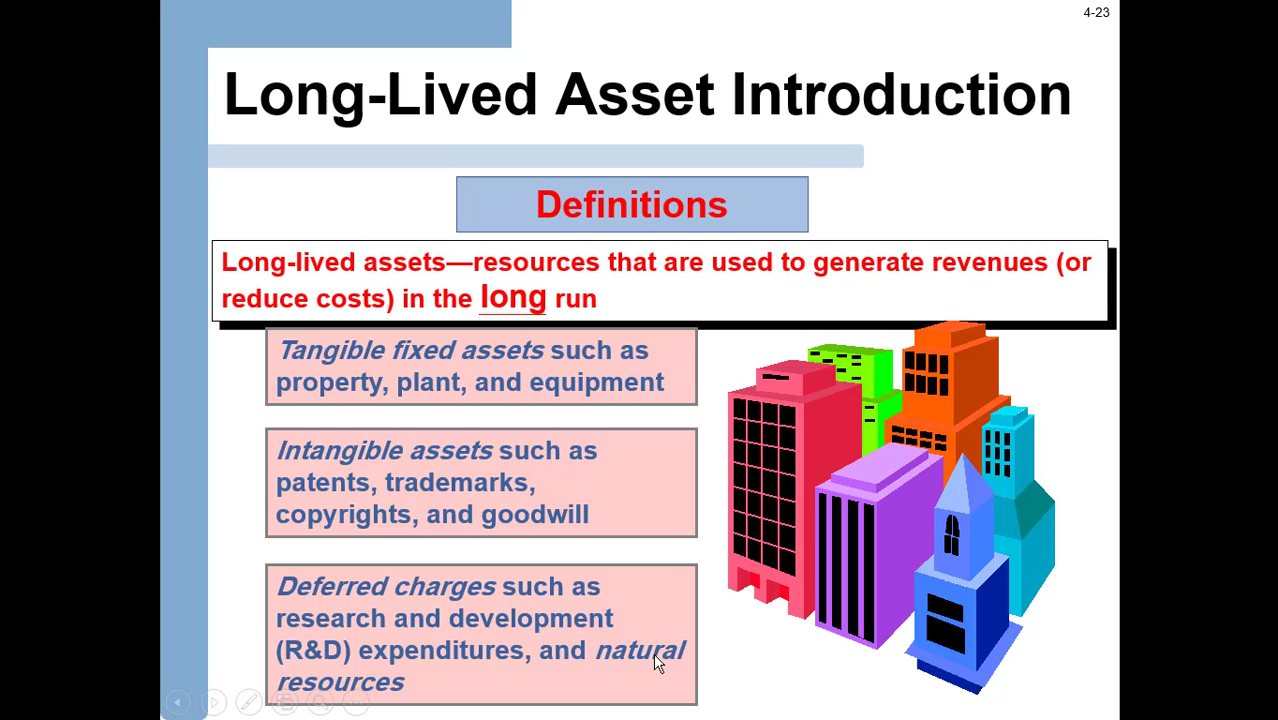 4-23
Long-Lived Asset Introduction
Definitions
Long-lived assets—resources that are used to generate revenues (or
reduce costs) in the long run
Tangible fixed assets such as
property, plant, and equipment
Intangible assets such as
patents, trademarks,
copyrights, and goodwill
Deferred charges such as
research and development
(R&D) expenditures, and natural
resources